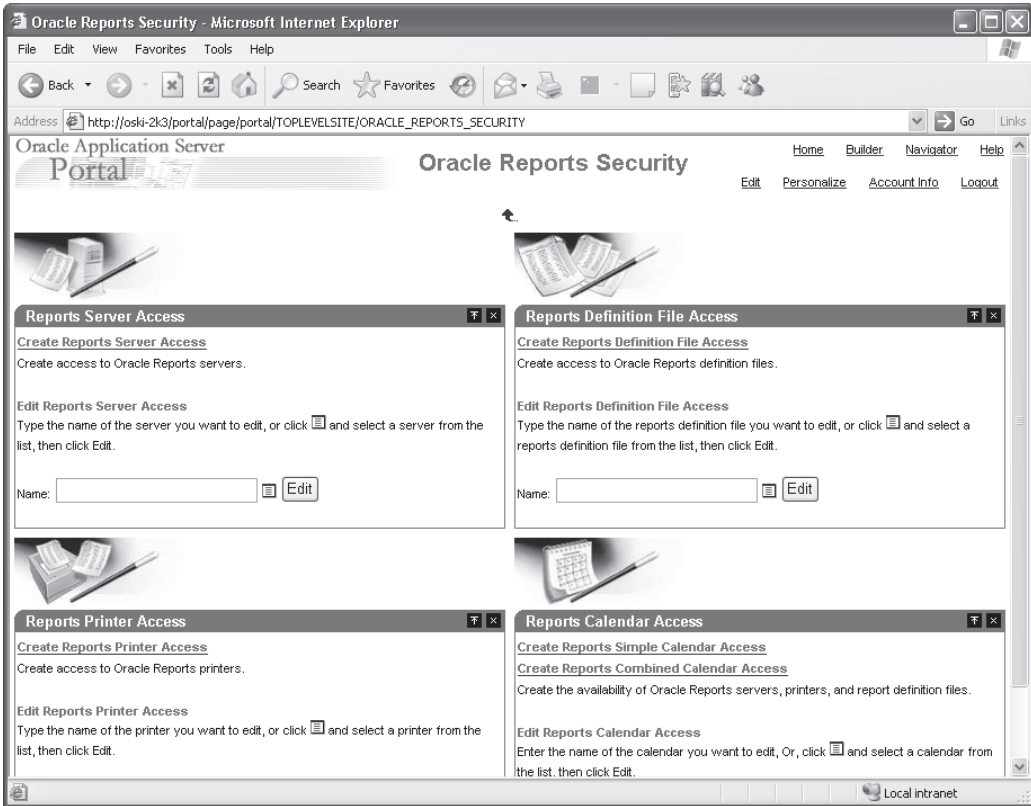 Oracle Reports Security - Microsoft Internet Explorer
File Edit View Favorites Tools Help
Back Search Favorites
Address http://oski-2k3/portal/page/portal/TOPLEVELSITE/ORACLE_REPORTS_SECURITY Go Links
Oracle Application Server
Portal
Oracle Reports Security
Home Builder Navigator Help
Edit Personalize Account Info Logout
Reports Server Access
Create Reports Server Access
Create access to Oracle Reports servers.
Edit Reports Server Access
Type the name of the server you want to edit, or click and select a server from the
list, then click Edit.
Name: Edit
Reports Definition File Access
Create Reports Definition File Access
Create access to Oracle Reports definition files.
Edit Reports Definition File Access
Type the name of the reports definition file you want to edit, or click and select a
reports definition file from the list, then click Edit.
Name: Edit
Reports Printer Access
Create Reports Printer Access
Create access to Oracle Reports printers.
Edit Reports Printer Access
Type the name of the printer you want to edit, or click and select a printer from the
list, then click Edit.
Reports Calendar Access
Create Reports Simple Calendar Access
Create Reports Combined Calendar Access
Create the availability of Oracle Reports servers, printers, and report definition files.
Edit Reports Calendar Access
Enter the name of the calendar you want to edit, Or, click and select a calendar from
the list, then click Edit.
Local intranet